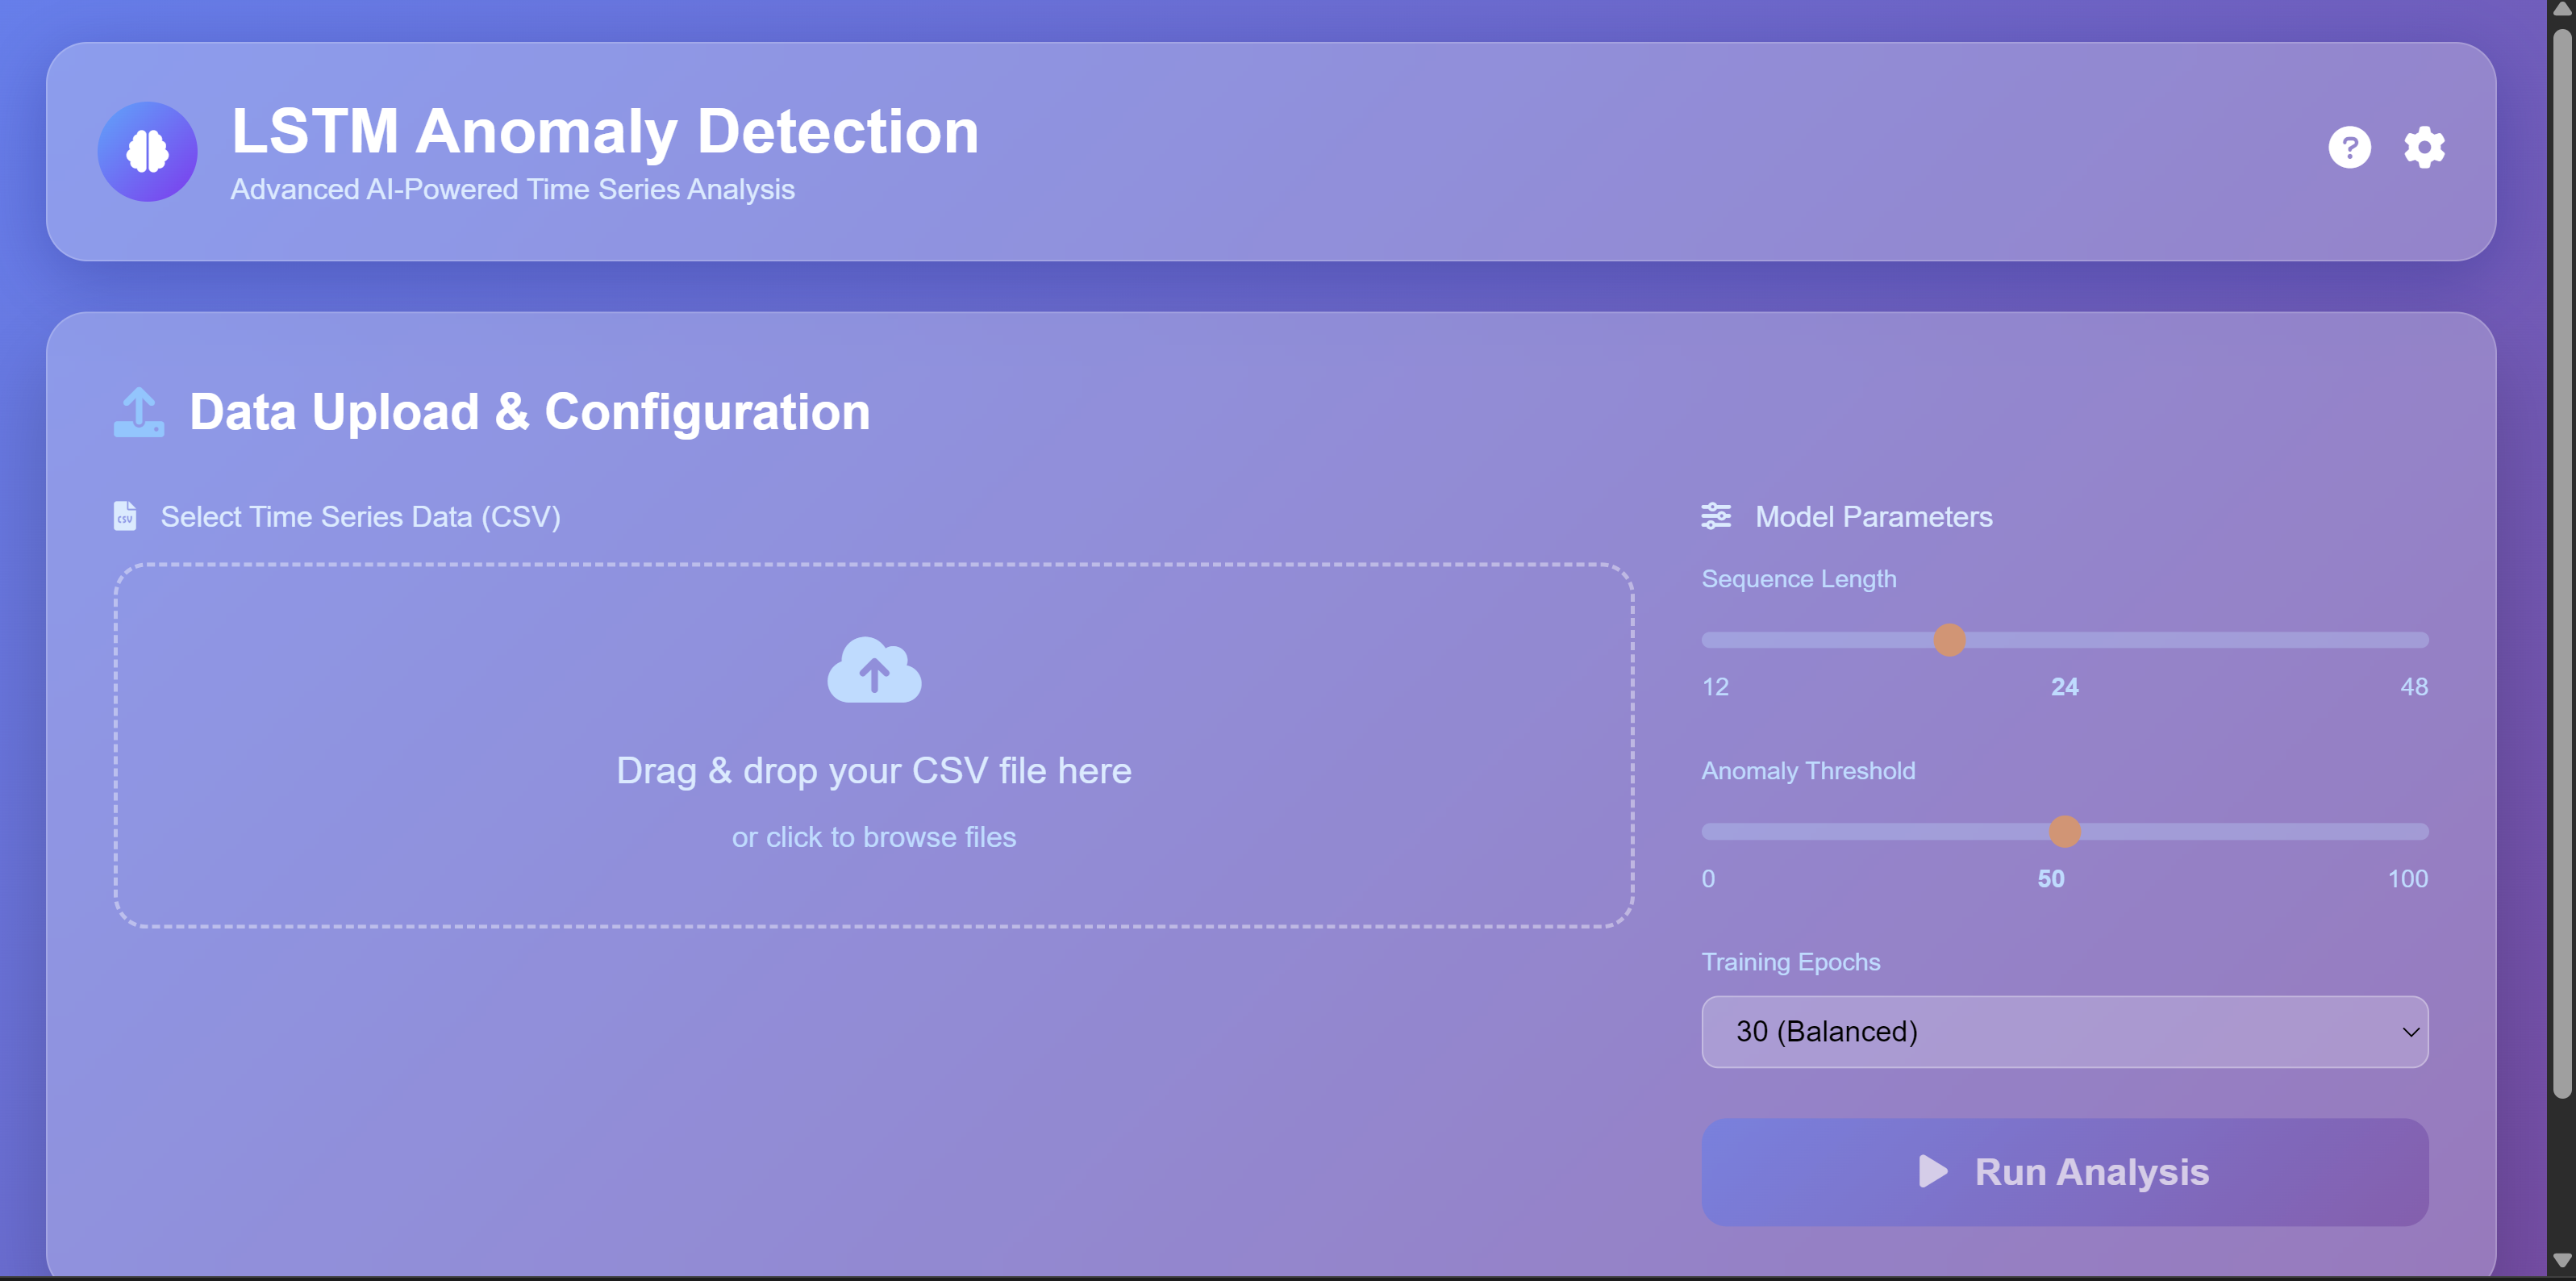 LSTM Anomaly Detection
Advanced AI-Powered Time Series Analysis
?
Data Upload & Configuration
CSV
Select Time Series Data (CSV)
Drag & drop your CSV file here
or click to browse files
Model Parameters
Sequence Length
12 24 48
Anomaly Threshold
0 50 100
Training Epochs
30 (Balanced)
Run Analysis